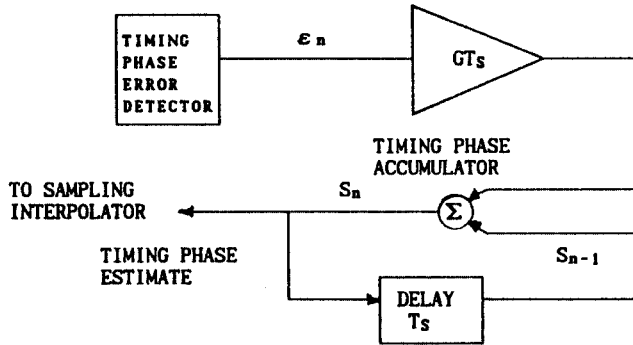 TIMING
PHASE
ERROR
DETECTOR
εn
GTs
TIMING PHASE
ACCUMULATOR
TO SAMPLING
INTERPOLATOR
Sn
Σ
TIMING PHASE
ESTIMATE
Sn-1
DELAY
Ts